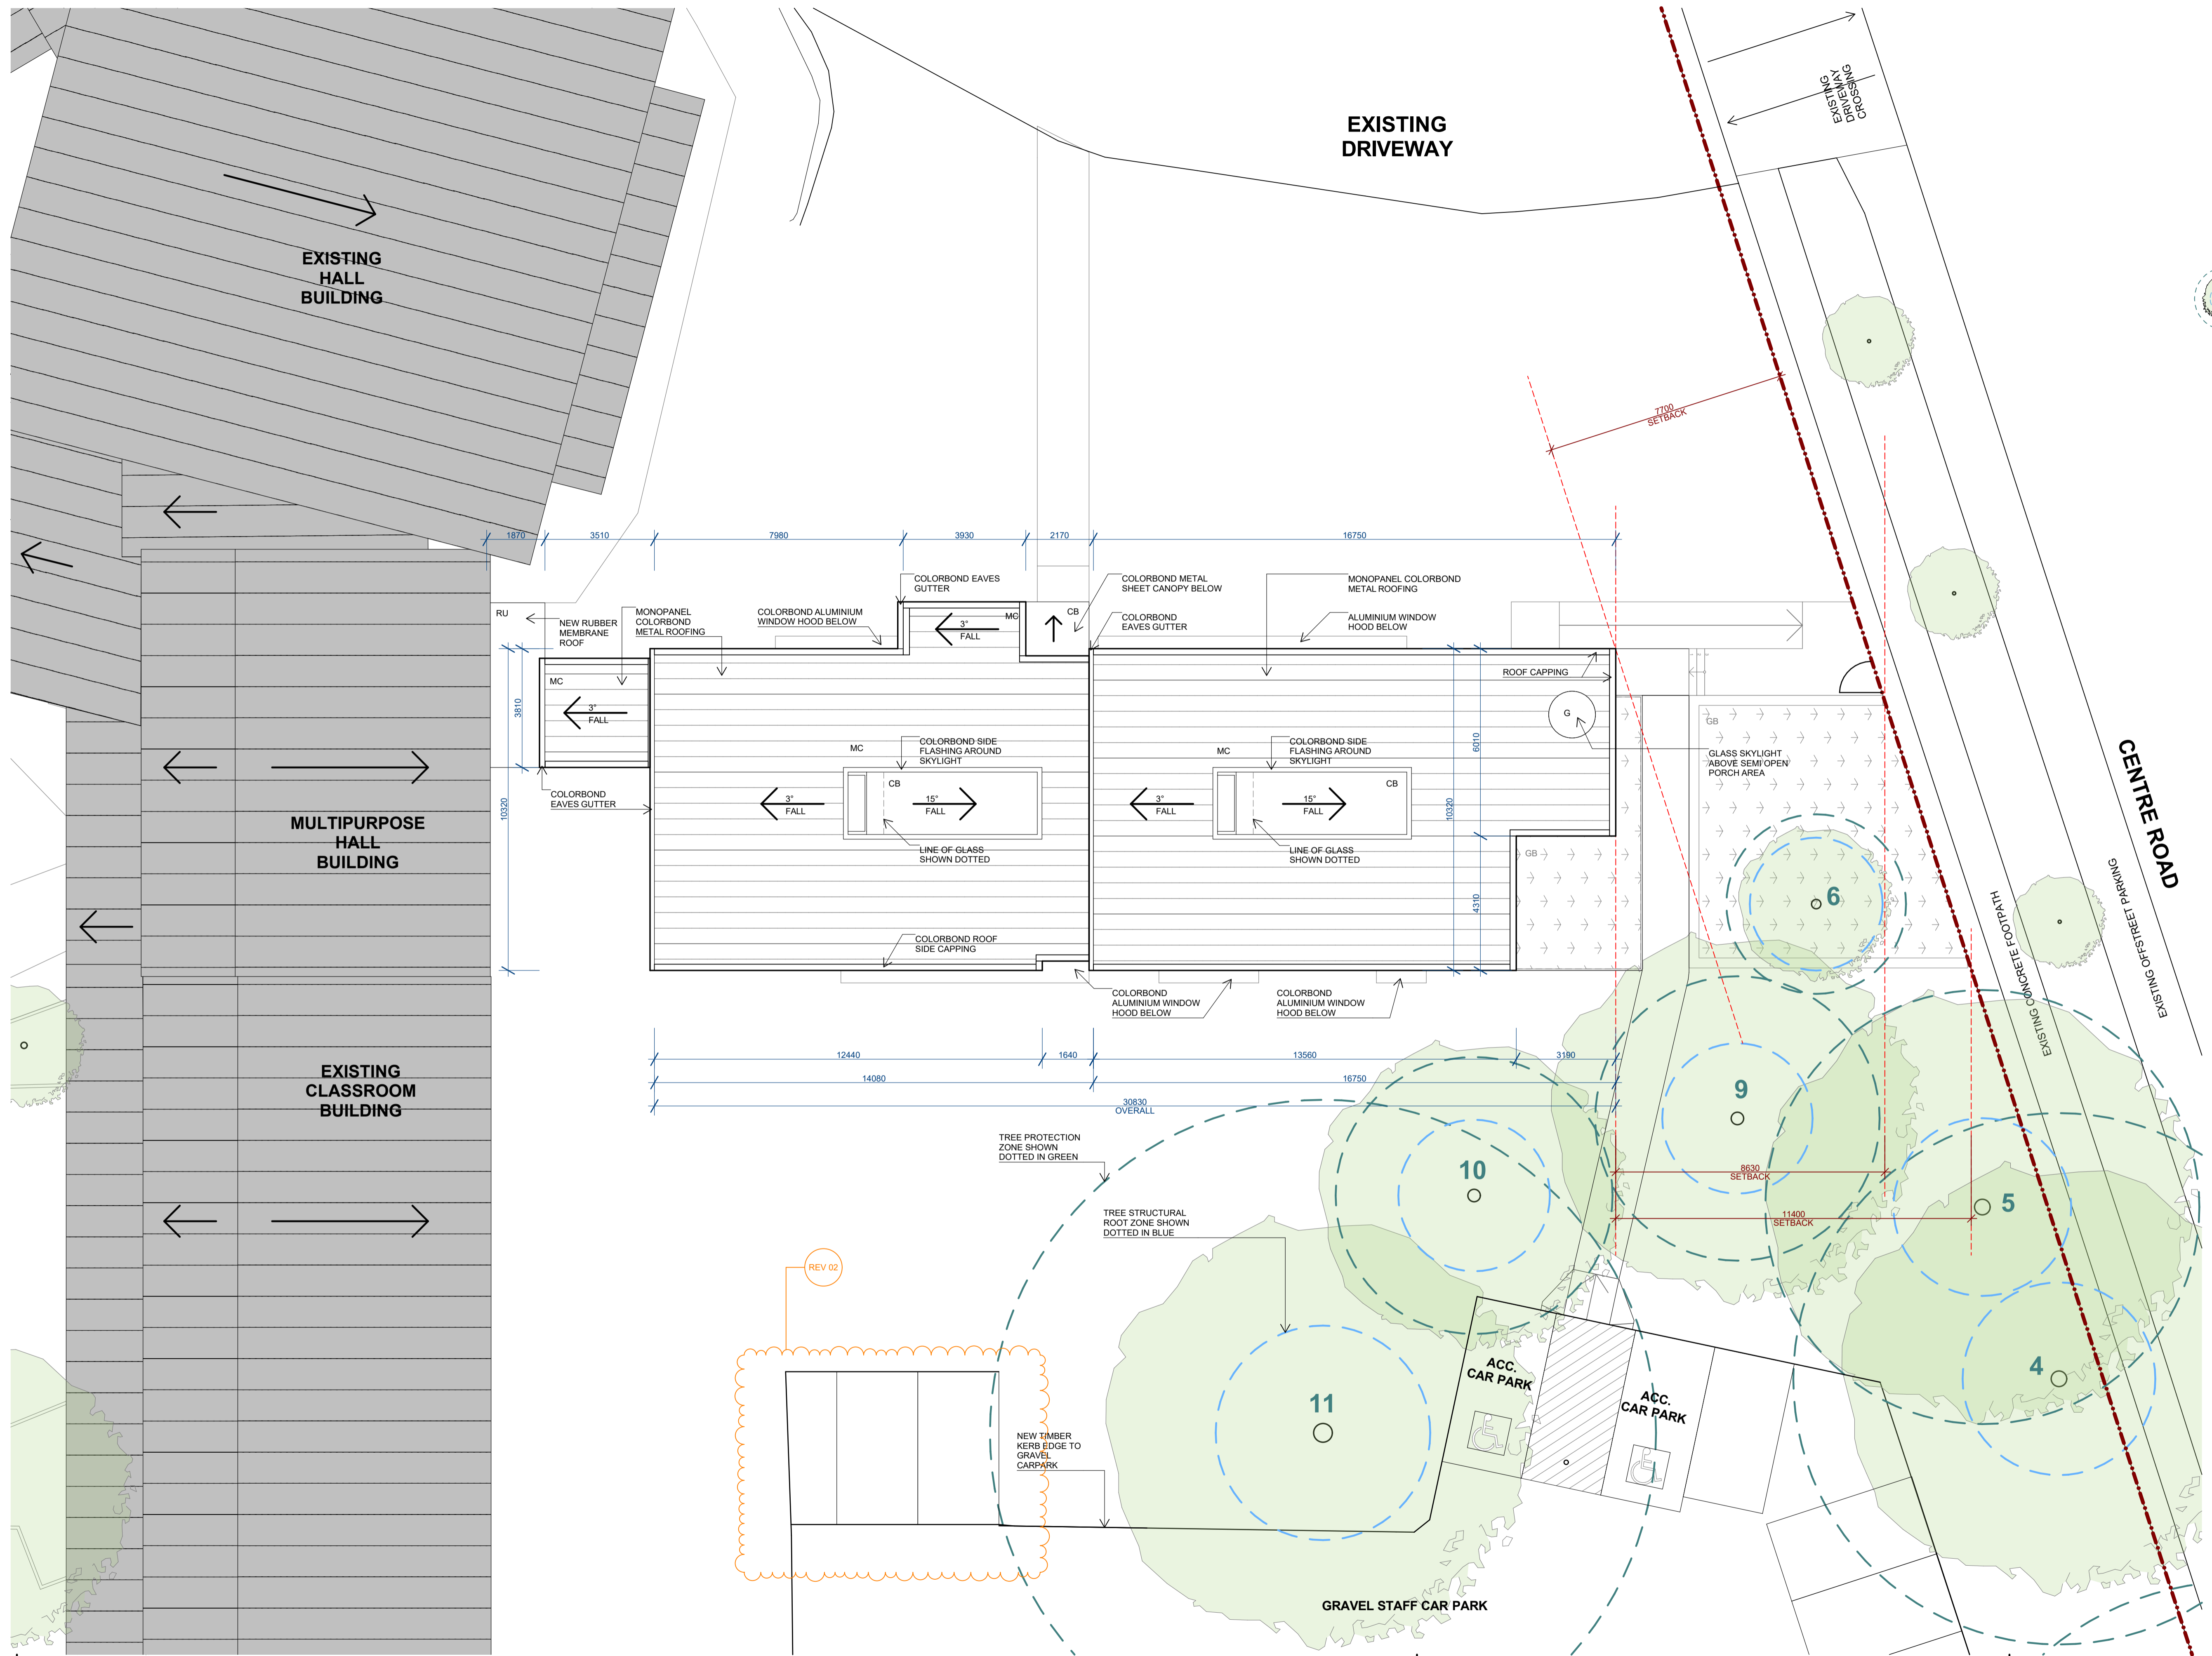 EXISTING
DRIVEWAY
EXISTING
DRIVEWAY
CROSSING
EXISTING
HALL
BUILDING
7700
SETBACK
1870
3510
7980
3930
2170
16750
COLORBOND EAVES
GUTTER
COLORBOND METAL
SHEET CANOPY BELOW
MONOPANEL COLORBOND
METAL ROOFING
RU
NEW RUBBER
MEMBRANE
ROOF
MONOPANEL
COLORBOND
METAL ROOFING
COLORBOND ALUMINIUM
WINDOW HOOD BELOW
3°
FALL
MC
CB
COLORBOND
EAVES GUTTER
ALUMINIUM WINDOW
HOOD BELOW
ROOF CAPPING
MC
3°
FALL
3810
10320
COLORBOND
EAVES GUTTER
MC
COLORBOND SIDE
FLASHING AROUND
SKYLIGHT
CB
3°
FALL
15°
FALL
LINE OF GLASS
SHOWN DOTTED
MC
COLORBOND SIDE
FLASHING AROUND
SKYLIGHT
CB
3°
FALL
15°
FALL
LINE OF GLASS
SHOWN DOTTED
6010
10320
4310
G
GB
GLASS SKYLIGHT
ABOVE SEMI OPEN
PORCH AREA
GB
CENTRE ROAD
EXISTING CONCRETE FOOTPATH
EXISTING OFFSTREET PARKING
MULTIPURPOSE
HALL
BUILDING
COLORBOND ROOF
SIDE CAPPING
COLORBOND
ALUMINIUM WINDOW
HOOD BELOW
COLORBOND
ALUMINIUM WINDOW
HOOD BELOW
6
12440
1640
13560
3190
14080
16750
30830
OVERALL
EXISTING
CLASSROOM
BUILDING
TREE PROTECTION
ZONE SHOWN
DOTTED IN GREEN
TREE STRUCTURAL
ROOT ZONE SHOWN
DOTTED IN BLUE
9
10
8630
SETBACK
11400
SETBACK
5
4
REV 02
11
NEW TIMBER
KERB EDGE TO
GRAVEL
CARPARK
ACC.
CAR PARK
ACC.
CAR PARK
GRAVEL STAFF CAR PARK